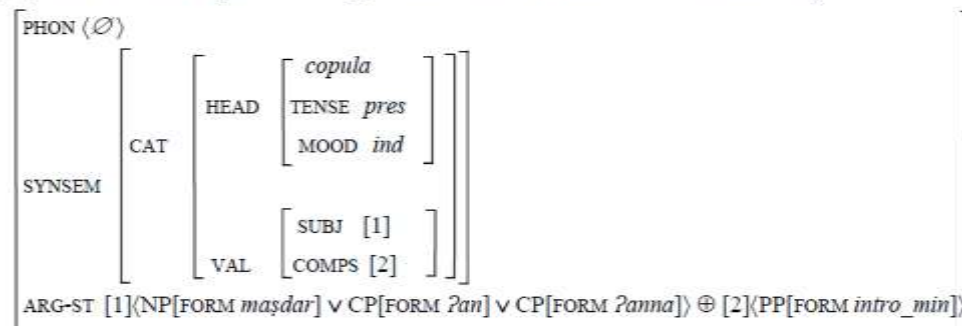 PHON ⟨∅⟩
copula
HEAD TENSE pres
MOOD ind
CAT
SYNSEM
SUBJ [1]
VAL COMPS [2]
ARG-ST [1]⟨NP[FORM maṣdar] ∨ CP[FORM ʔan] ∨ CP[FORM ʔanna]⟩ ⊕ [2]⟨PP[FORM intro_min]⟩